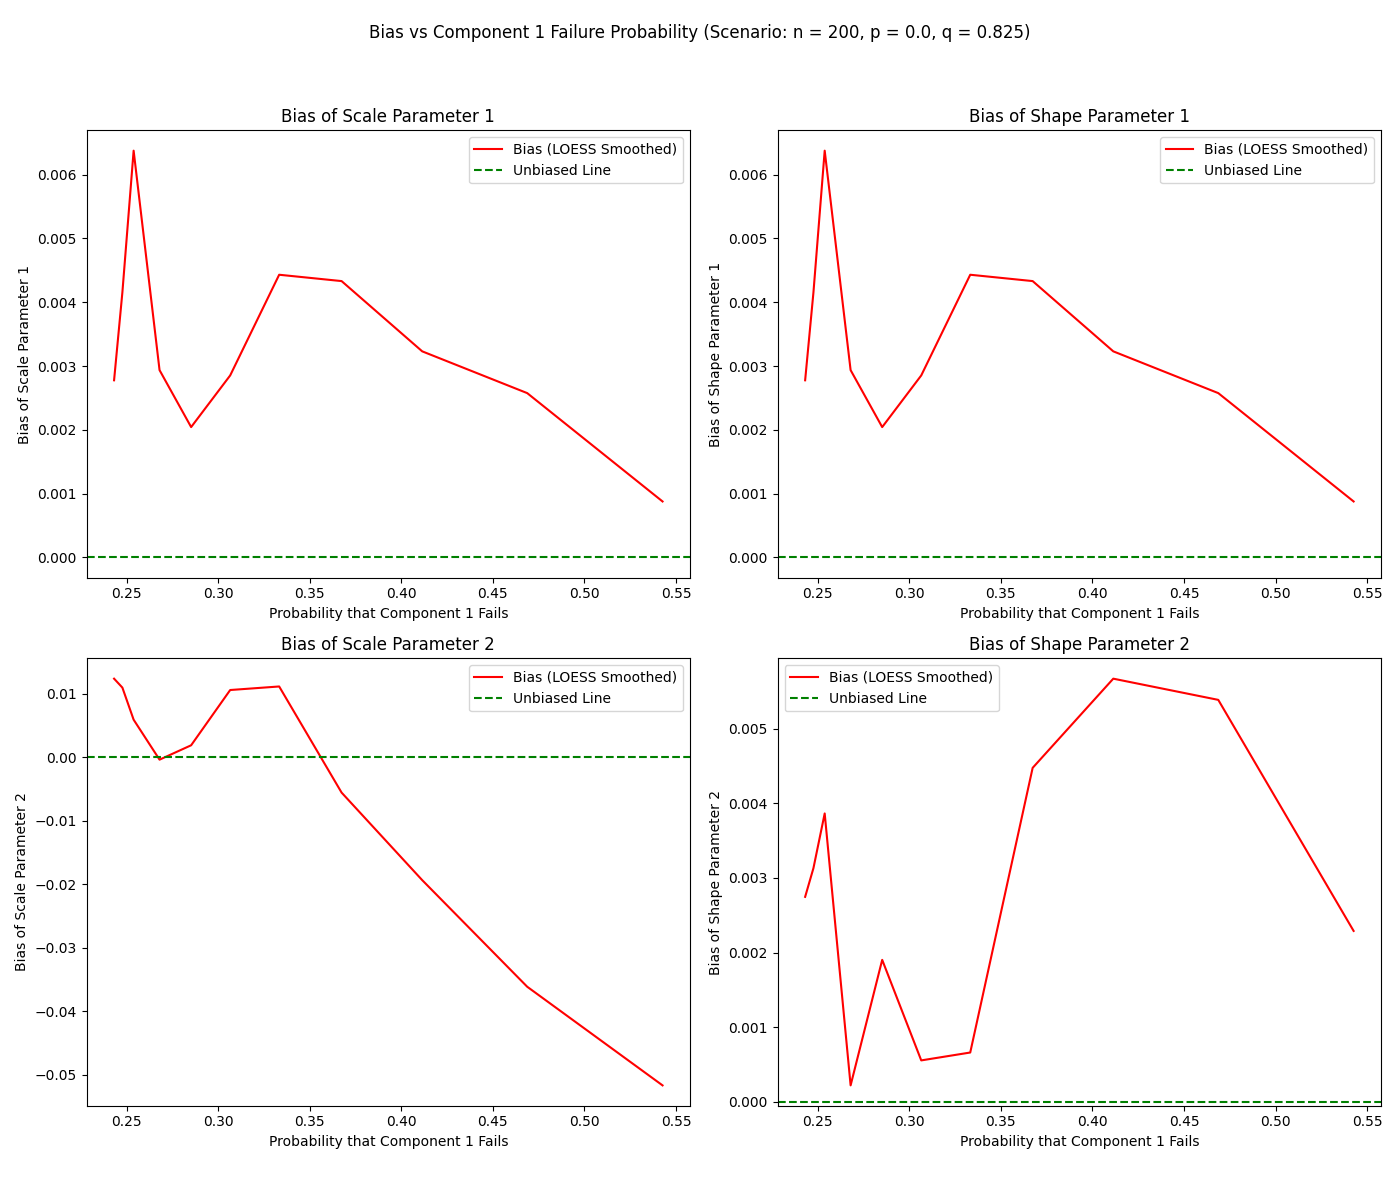 Bias vs Component 1 Failure Probability (Scenario: n = 200, p = 0.0, q = 0.825)
Bias of Scale Parameter 1
Bias (LOESS Smoothed)
Unbiased Line
Bias of Scale Parameter 1
0.006
0.005
0.004
0.003
0.002
0.001
0.000
0.25 0.30 0.35 0.40 0.45 0.50 0.55
Probability that Component 1 Fails
Bias of Shape Parameter 1
Bias (LOESS Smoothed)
Unbiased Line
Bias of Shape Parameter 1
0.006
0.005
0.004
0.003
0.002
0.001
0.000
0.25 0.30 0.35 0.40 0.45 0.50 0.55
Probability that Component 1 Fails
Bias of Scale Parameter 2
Bias (LOESS Smoothed)
Unbiased Line
Bias of Scale Parameter 2
0.01
0.00
−0.01
−0.02
−0.03
−0.04
−0.05
0.25 0.30 0.35 0.40 0.45 0.50 0.55
Probability that Component 1 Fails
Bias of Shape Parameter 2
Bias (LOESS Smoothed)
Unbiased Line
Bias of Shape Parameter 2
0.005
0.004
0.003
0.002
0.001
0.000
0.25 0.30 0.35 0.40 0.45 0.50 0.55
Probability that Component 1 Fails